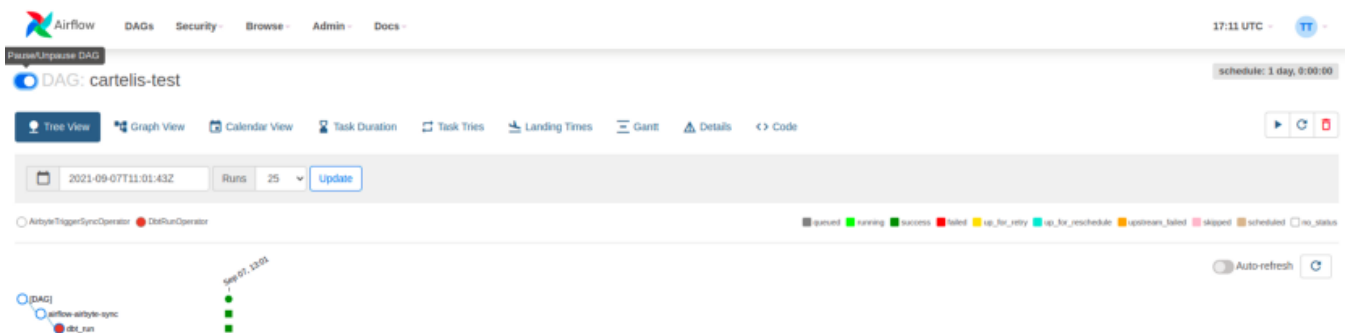 Airflow DAGs Security Browse Admin Docs 17:11 UTC TT
Pause/Unpause DAG
DAG: cartelis-test schedule: 1 day, 0:00:00
Tree View Graph View Calendar View Task Duration Task Tries Landing Times Gantt Details <> Code
2021-09-07T11:01:43Z Runs 25 Update
AirbyteTriggerSyncOperator DbtRunOperator queued running success failed up_for_retry up_for_reschedule upstream_failed skipped scheduled no_status
Sep 07, 13:01
Auto-refresh
[DAG]
airflow-airbyte-sync
dbt_run